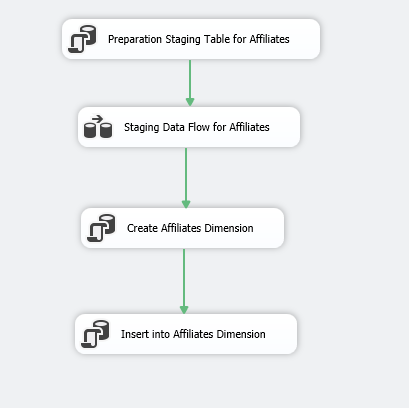 Preparation Staging Table for Affiliates
Staging Data Flow for Affiliates
Create Affiliates Dimension
Insert into Affiliates Dimension